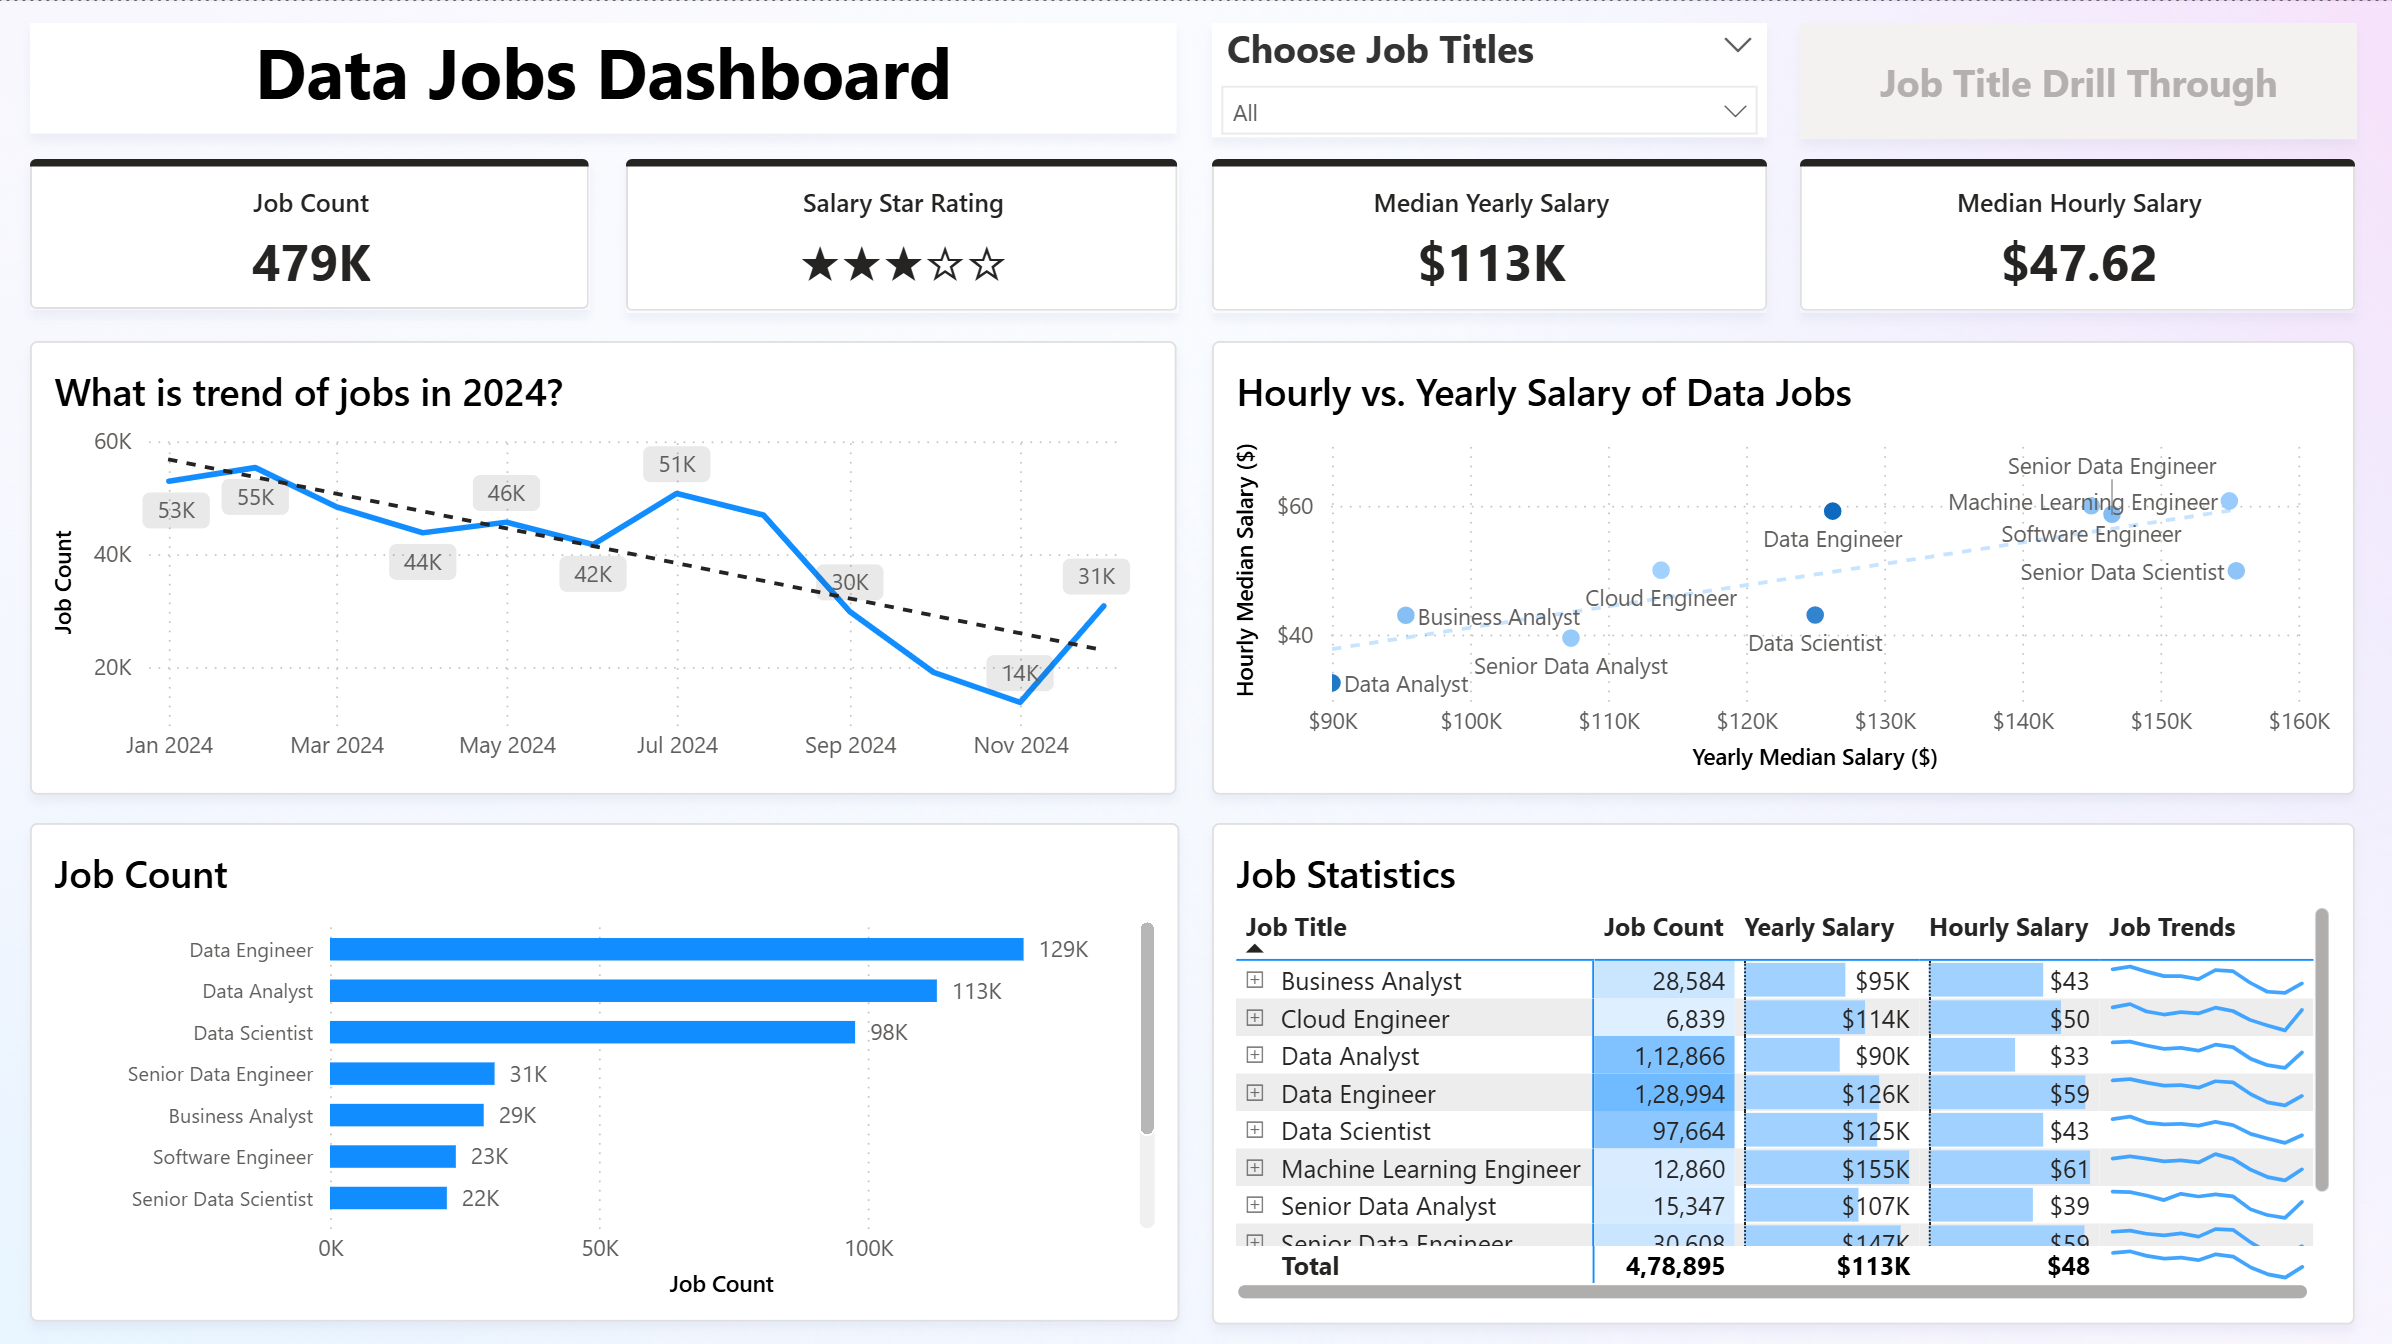 Data Jobs Dashboard
Choose Job Titles
All
Job Title Drill Through
Job Count
479K
Salary Star Rating
★★★☆☆
Median Yearly Salary
$113K
Median Hourly Salary
$47.62
What is trend of jobs in 2024?
Job Count
60K
40K
20K
53K
55K
44K
46K
42K
51K
30K
14K
31K
Jan 2024
Mar 2024
May 2024
Jul 2024
Sep 2024
Nov 2024
Hourly vs. Yearly Salary of Data Jobs
Hourly Median Salary ($)
$60
$40
Senior Data Engineer
Machine Learning Engineer
Software Engineer
Data Engineer
Senior Data Scientist
Cloud Engineer
Business Analyst
Data Scientist
Senior Data Analyst
Data Analyst
$90K
$100K
$110K
$120K
$130K
$140K
$150K
$160K
Yearly Median Salary ($)
Job Count
Data Engineer 129K
Data Analyst 113K
Data Scientist 98K
Senior Data Engineer 31K
Business Analyst 29K
Software Engineer 23K
Senior Data Scientist 22K
0K 50K 100K
Job Count
Job Statistics
Job Title Job Count Yearly Salary Hourly Salary Job Trends
Business Analyst 28,584 $95K $43
Cloud Engineer 6,839 $114K $50
Data Analyst 1,12,866 $90K $33
Data Engineer 1,28,994 $126K $59
Data Scientist 97,664 $125K $43
Machine Learning Engineer 12,860 $155K $61
Senior Data Analyst 15,347 $107K $39
Senior Data Engineer 30,608 $147K $59
Total 4,78,895 $113K $48